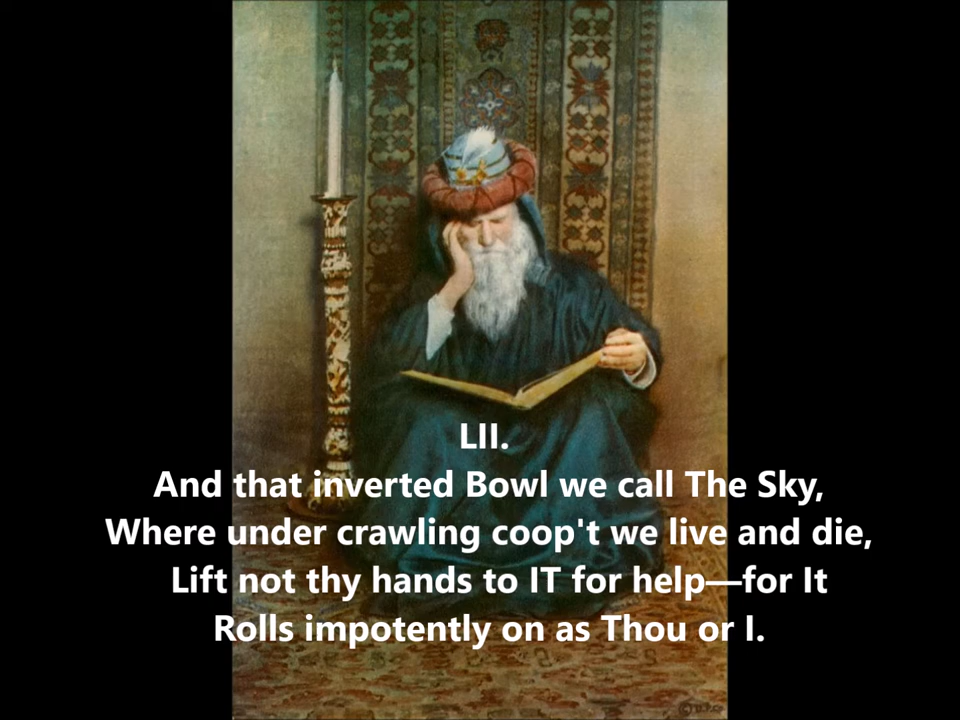 LII.
And that inverted Bowl we call The Sky,
Where under crawling coop't we live and die,
Lift not thy hands to IT for help—for It
Rolls impotently on as Thou or I.